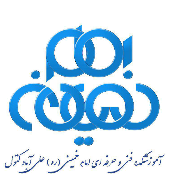 آموزشکده فنی و حرفه ای امام خمینی (ره) علی آباد کتول